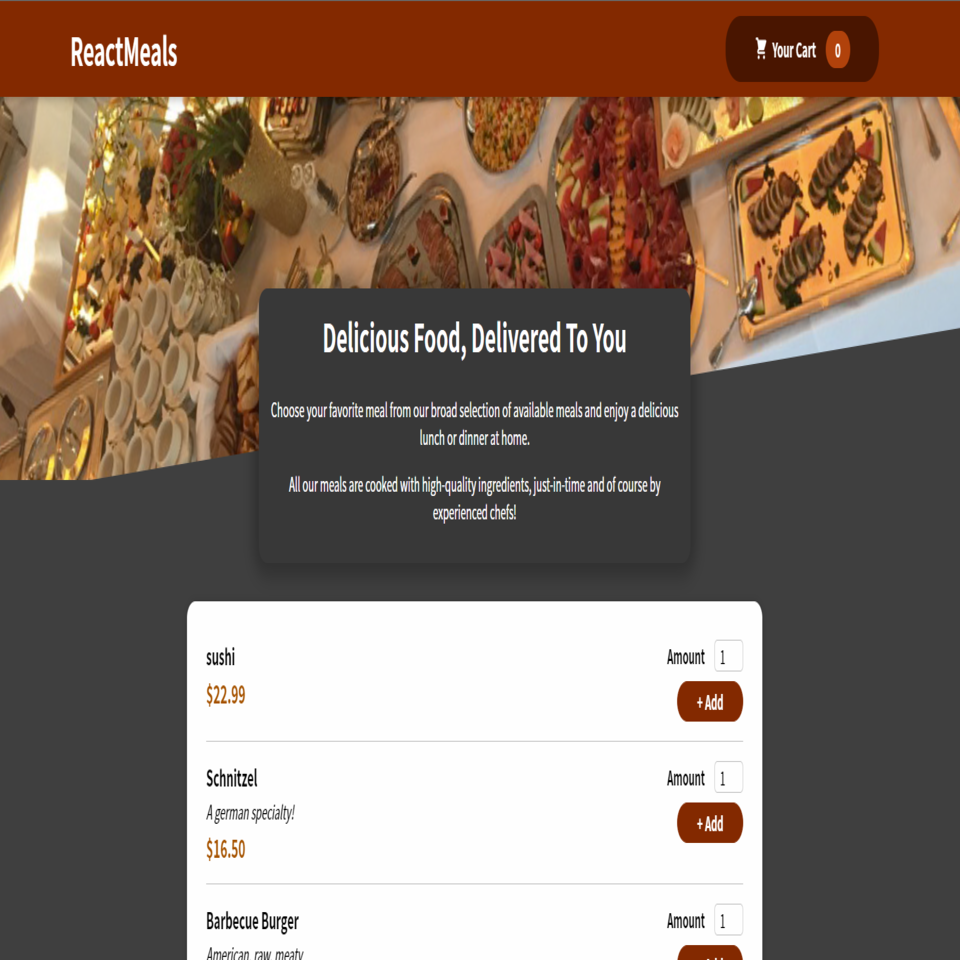 ReactMeals
Your Cart 0
Delicious Food, Delivered To You
Choose your favorite meal from our broad selection of available meals and enjoy a delicious
lunch or dinner at home.
All our meals are cooked with high-quality ingredients, just-in-time and of course by
experienced chefs!
sushi
Amount 1
$22.99
+ Add
Schnitzel
Amount 1
A german specialty!
+ Add
$16.50
Barbecue Burger
Amount 1
American, raw, meaty
+ Add